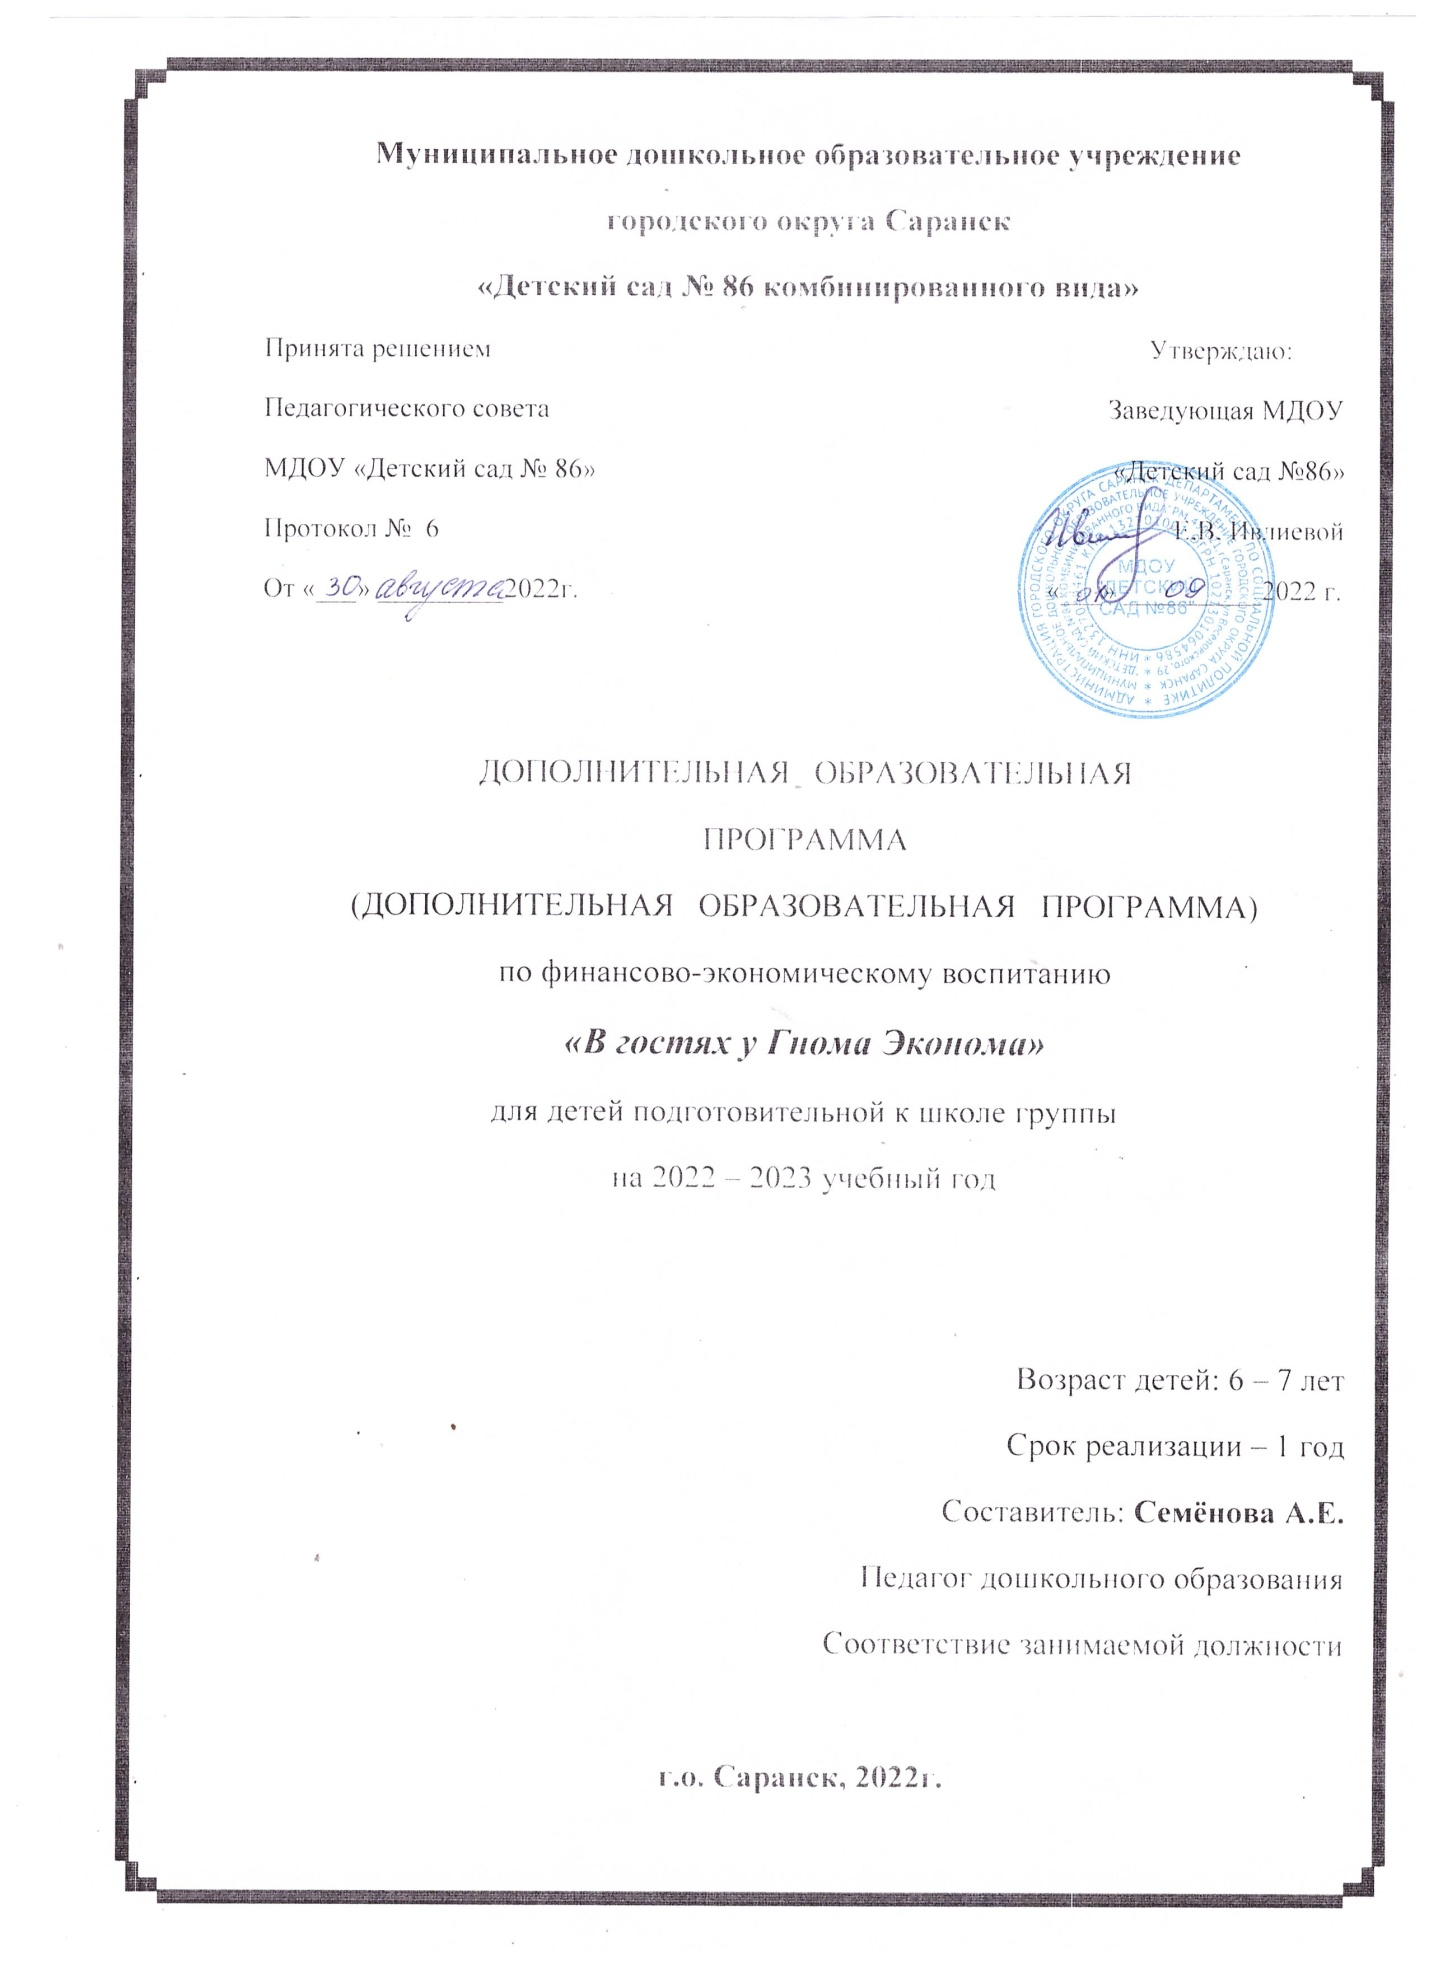 Муниципальное дошкольное образовательное учреждение
городского округа Саранск
«Детский сад № 86 комбинированного вида»
Принята решением
Педагогического совета
МДОУ «Детский сад № 86»
Протокол № 6
От «30» августа 2022г.
Утверждаю:
Заведующая МДОУ
«Детский сад №86»
Е.В. Ивлиевой
09 2022 г.
МДОУ
"ДЕТСКИЙ
САД №86"
ДОПОЛНИТЕЛЬНАЯ ОБРАЗОВАТЕЛЬНАЯ
ПРОГРАММА
(ДОПОЛНИТЕЛЬНАЯ ОБРАЗОВАТЕЛЬНАЯ ПРОГРАММА)
по финансово-экономическому воспитанию
«В гостях у Гнома Эконома»
для детей подготовительной к школе группы
на 2022 – 2023 учебный год
Возраст детей: 6 – 7 лет
Срок реализации – 1 год
Составитель: Семёнова А.Е.
Педагог дошкольного образования
Соответствие занимаемой должности
г.о. Саранск, 2022г.